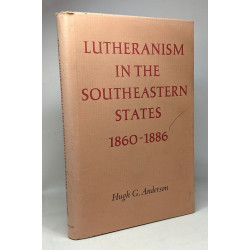 LUTHERANISM
IN THE
SOUTHEASTERN
STATES
1860-1886
Hugh G. Anderson